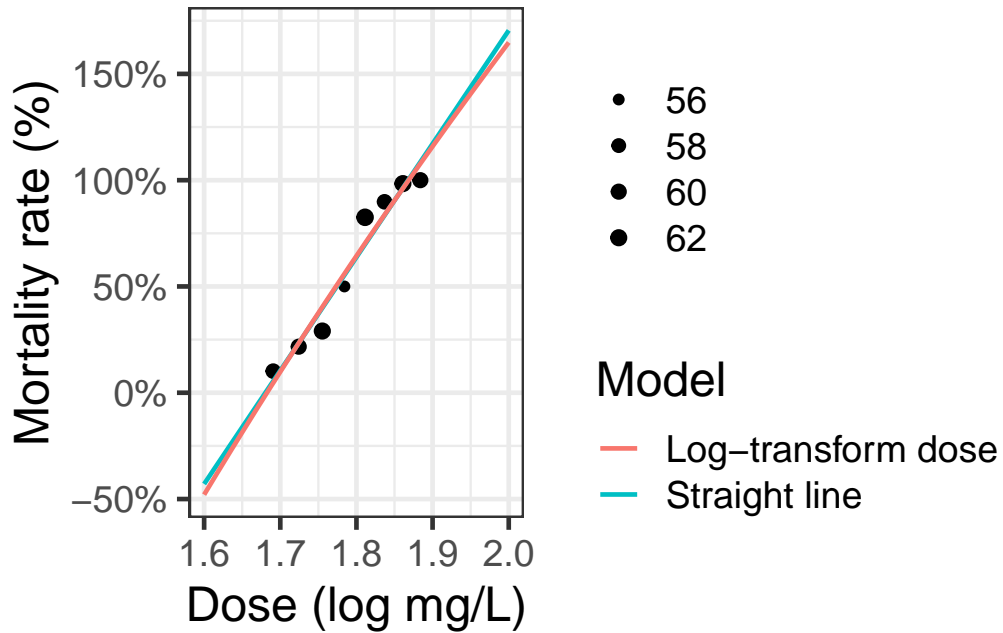 Mortality rate (%)
150%
100%
50%
0%
−50%
1.6 1.7 1.8 1.9 2.0
Dose (log mg/L)
56
58
60
62
Model
Log−transform dose
Straight line